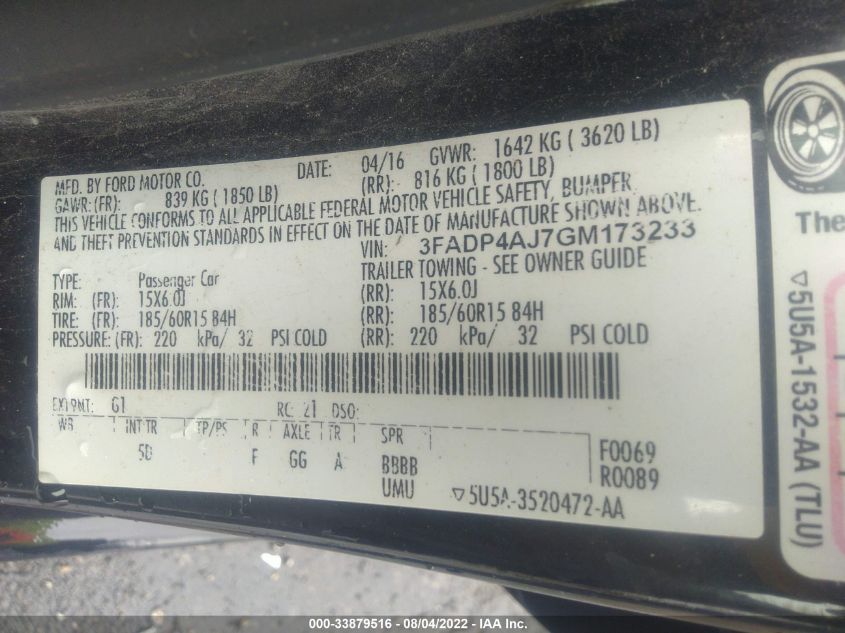 MFD. BY FORD MOTOR CO. DATE: 04/16 GVWR: 1642 KG ( 3620 LB)
GAWR: (FR): 839 KG ( 1850 LB) (RR): 816 KG ( 1800 LB)
THIS VEHICLE CONFORMS TO ALL APPLICABLE FEDERAL MOTOR VEHICLE SAFETY, BUMPER
AND THEFT PREVENTION STANDARDS IN EFFECT ON THE DATE OF MANUFACTURE SHOWN ABOVE.
VIN: 3FADP4AJ7GM173233
TYPE: Passenger Car TRAILER TOWING - SEE OWNER GUIDE
RIM: (FR): 15X6.0J (RR): 15X6.0J
TIRE: (FR): 185/60R15 84H (RR): 185/60R15 84H
PRESSURE: (FR): 220 kPa/ 32 PSI COLD (RR): 220 kPa/ 32 PSI COLD
EXT PNT: G1 RC: 21 DSO:
WB INT TR TP/PS R AXLE TR SPR
5D F GG A BBBB
UMU
F0069
R0089
▽5U5A-3520472-AA
The
▽5U5A-1532-AA (TLU)
000-33879516 - 08/04/2022 - IAA Inc.